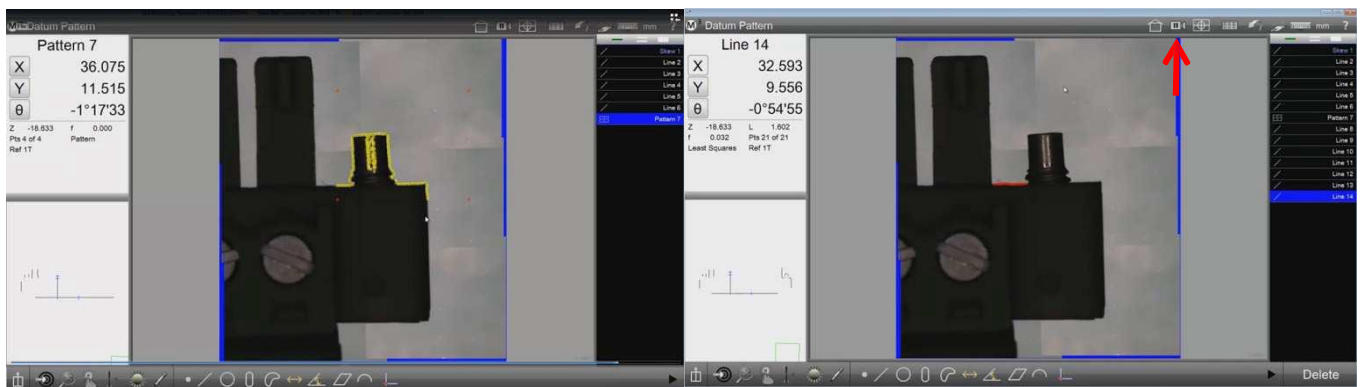 Datum Pattern
mm
?
Pattern 7
X 36.075
Y 11.515
θ -1°17'33
Z -18.633 f 0.000
Pts 4 of 4 Pattern
Ref 1T
Skew 1
Line 2
Line 3
Line 4
Line 5
Line 6
Pattern 7
Datum Pattern
mm
?
Line 14
X 32.593
Y 9.556
θ -0°54'55
Z -18.633 L 1.602
f 0.032 Pts 21 of 21
Least Squares Ref 1T
Skew 1
Line 2
Line 3
Line 4
Line 5
Line 6
Pattern 7
Line 8
Line 9
Line 10
Line 11
Line 12
Line 13
Line 14
Delete